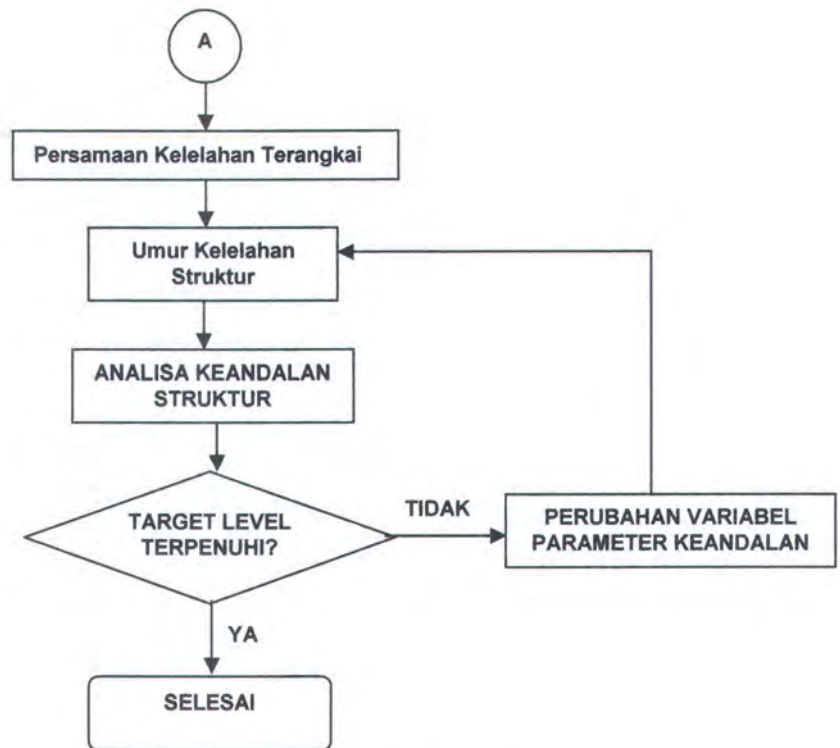 A
Persamaan Kelelahan Terangkai
Umur Kelelahan
Struktur
ANALISA KEANDALAN
STRUKTUR
TARGET LEVEL
TERPENUHI?
TIDAK
PERUBAHAN VARIABEL
PARAMETER KEANDALAN
YA
SELESAI